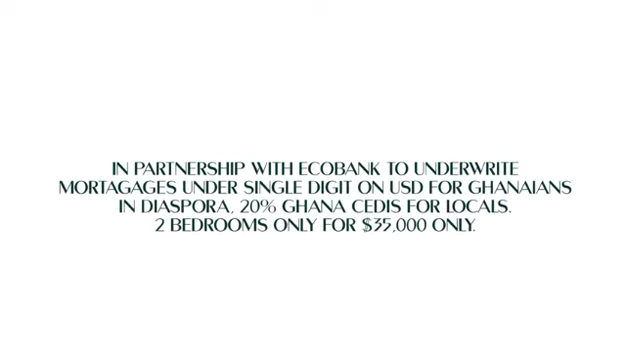 IN PARTNERSHIP WITH ECOBANK TO UNDERWRITE
MORTAGAGES UNDER SINGLE DIGIT ON USD FOR GHANAIANS
IN DIASPORA, 20% GHANA CEDIS FOR LOCALS.
2 BEDROOMS ONLY FOR $35,000 ONLY.